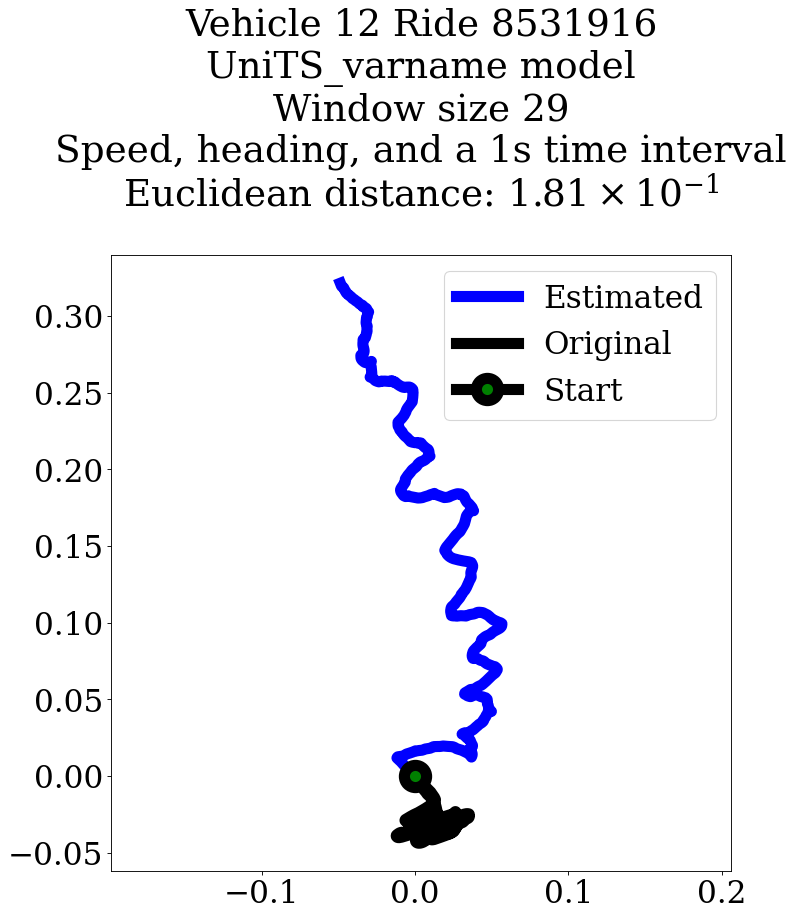 Vehicle 12 Ride 8531916
UniTS_varname model
Window size 29
Speed, heading, and a 1s time interval
Euclidean distance: $1.81 \times 10^{-1}$
Estimated
Original
Start
0.30
0.25
0.20
0.15
0.10
0.05
0.00
−0.05
−0.1 0.0 0.1 0.2